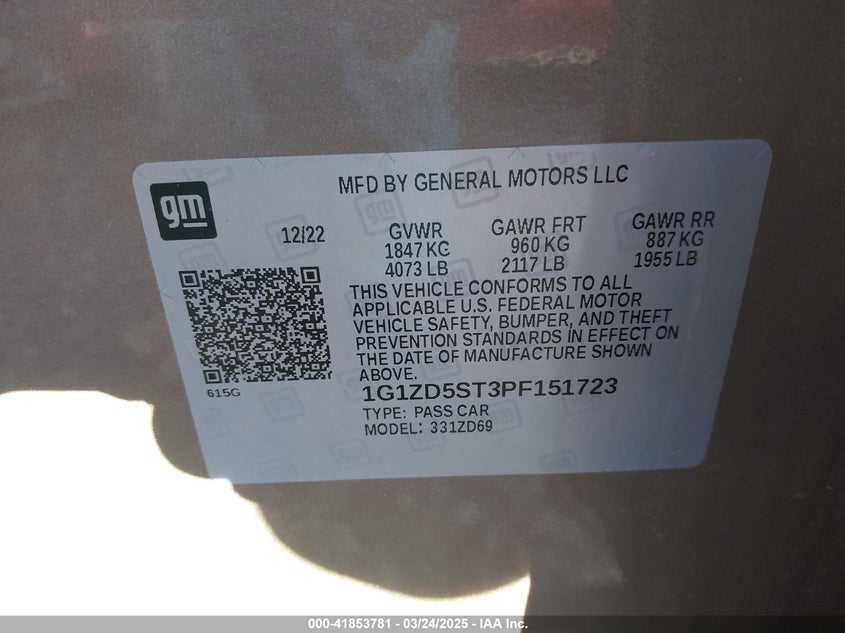 MFD BY GENERAL MOTORS LLC
gm
12/22
GVWR
1847 KG
4073 LB
GAWR FRT
960 KG
2117 LB
GAWR RR
887 KG
1955 LB
THIS VEHICLE CONFORMS TO ALL
APPLICABLE U.S. FEDERAL MOTOR
VEHICLE SAFETY, BUMPER, AND THEFT
PREVENTION STANDARDS IN EFFECT ON
THE DATE OF MANUFACTURE SHOWN
ABOVE.
615G
1G1ZD5ST3PF151723
TYPE: PASS CAR
MODEL: 331ZD69
000-41853781 - 03/24/2025 - IAA Inc.